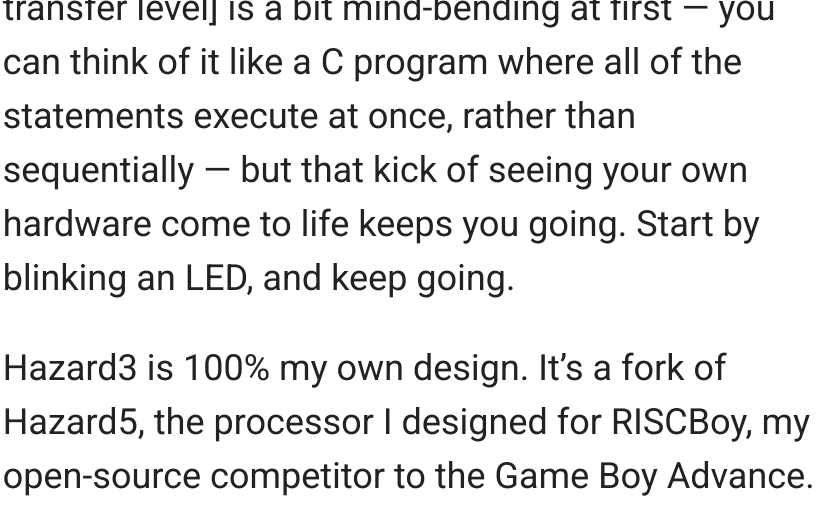 transfer level] is a bit mind-bending at first — you
can think of it like a C program where all of the
statements execute at once, rather than
sequentially — but that kick of seeing your own
hardware come to life keeps you going. Start by
blinking an LED, and keep going.
Hazard3 is 100% my own design. It’s a fork of
Hazard5, the processor I designed for RISCBoy, my
open-source competitor to the Game Boy Advance.